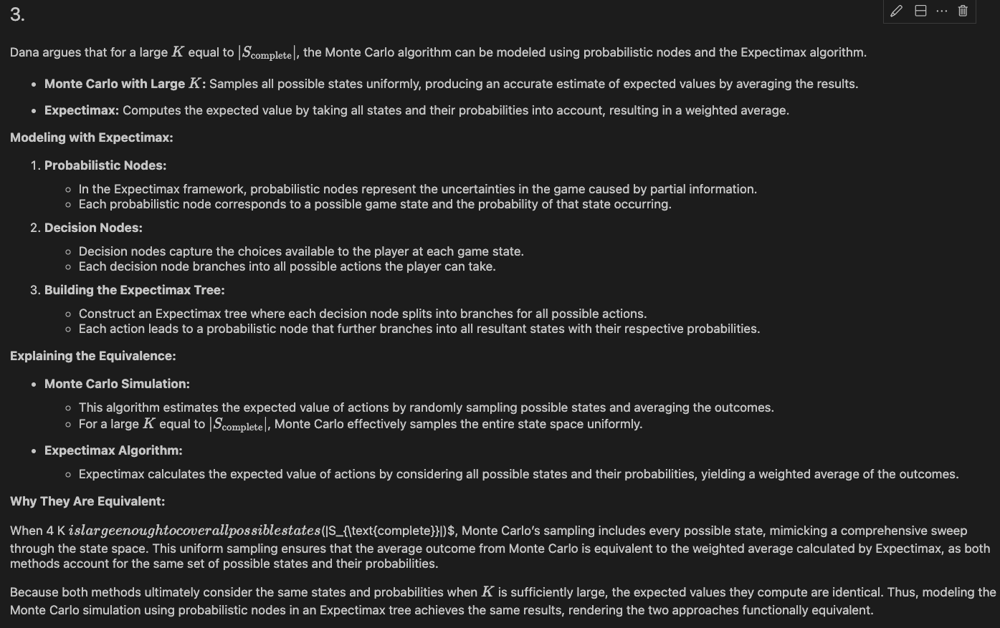 3.
Dana argues that for a large K equal to |S_complete|, the Monte Carlo algorithm can be modeled using probabilistic nodes and the Expectimax algorithm.
• Monte Carlo with Large K: Samples all possible states uniformly, producing an accurate estimate of expected values by averaging the results.
• Expectimax: Computes the expected value by taking all states and their probabilities into account, resulting in a weighted average.
Modeling with Expectimax:
1. Probabilistic Nodes:
○ In the Expectimax framework, probabilistic nodes represent the uncertainties in the game caused by partial information.
○ Each probabilistic node corresponds to a possible game state and the probability of that state occurring.
2. Decision Nodes:
○ Decision nodes capture the choices available to the player at each game state.
○ Each decision node branches into all possible actions the player can take.
3. Building the Expectimax Tree:
○ Construct an Expectimax tree where each decision node splits into branches for all possible actions.
○ Each action leads to a probabilistic node that further branches into all resultant states with their respective probabilities.
Explaining the Equivalence:
• Monte Carlo Simulation:
○ This algorithm estimates the expected value of actions by randomly sampling possible states and averaging the outcomes.
○ For a large K equal to |S_complete|, Monte Carlo effectively samples the entire state space uniformly.
• Expectimax Algorithm:
○ Expectimax calculates the expected value of actions by considering all possible states and their probabilities, yielding a weighted average of the outcomes.
Why They Are Equivalent:
When 4 K islargeenoughtocoverallpossiblestates(|S_{\text{complete}}|)$, Monte Carlo's sampling includes every possible state, mimicking a comprehensive sweep
through the state space. This uniform sampling ensures that the average outcome from Monte Carlo is equivalent to the weighted average calculated by Expectimax, as both
methods account for the same set of possible states and their probabilities.
Because both methods ultimately consider the same states and probabilities when K is sufficiently large, the expected values they compute are identical. Thus, modeling the
Monte Carlo simulation using probabilistic nodes in an Expectimax tree achieves the same results, rendering the two approaches functionally equivalent.